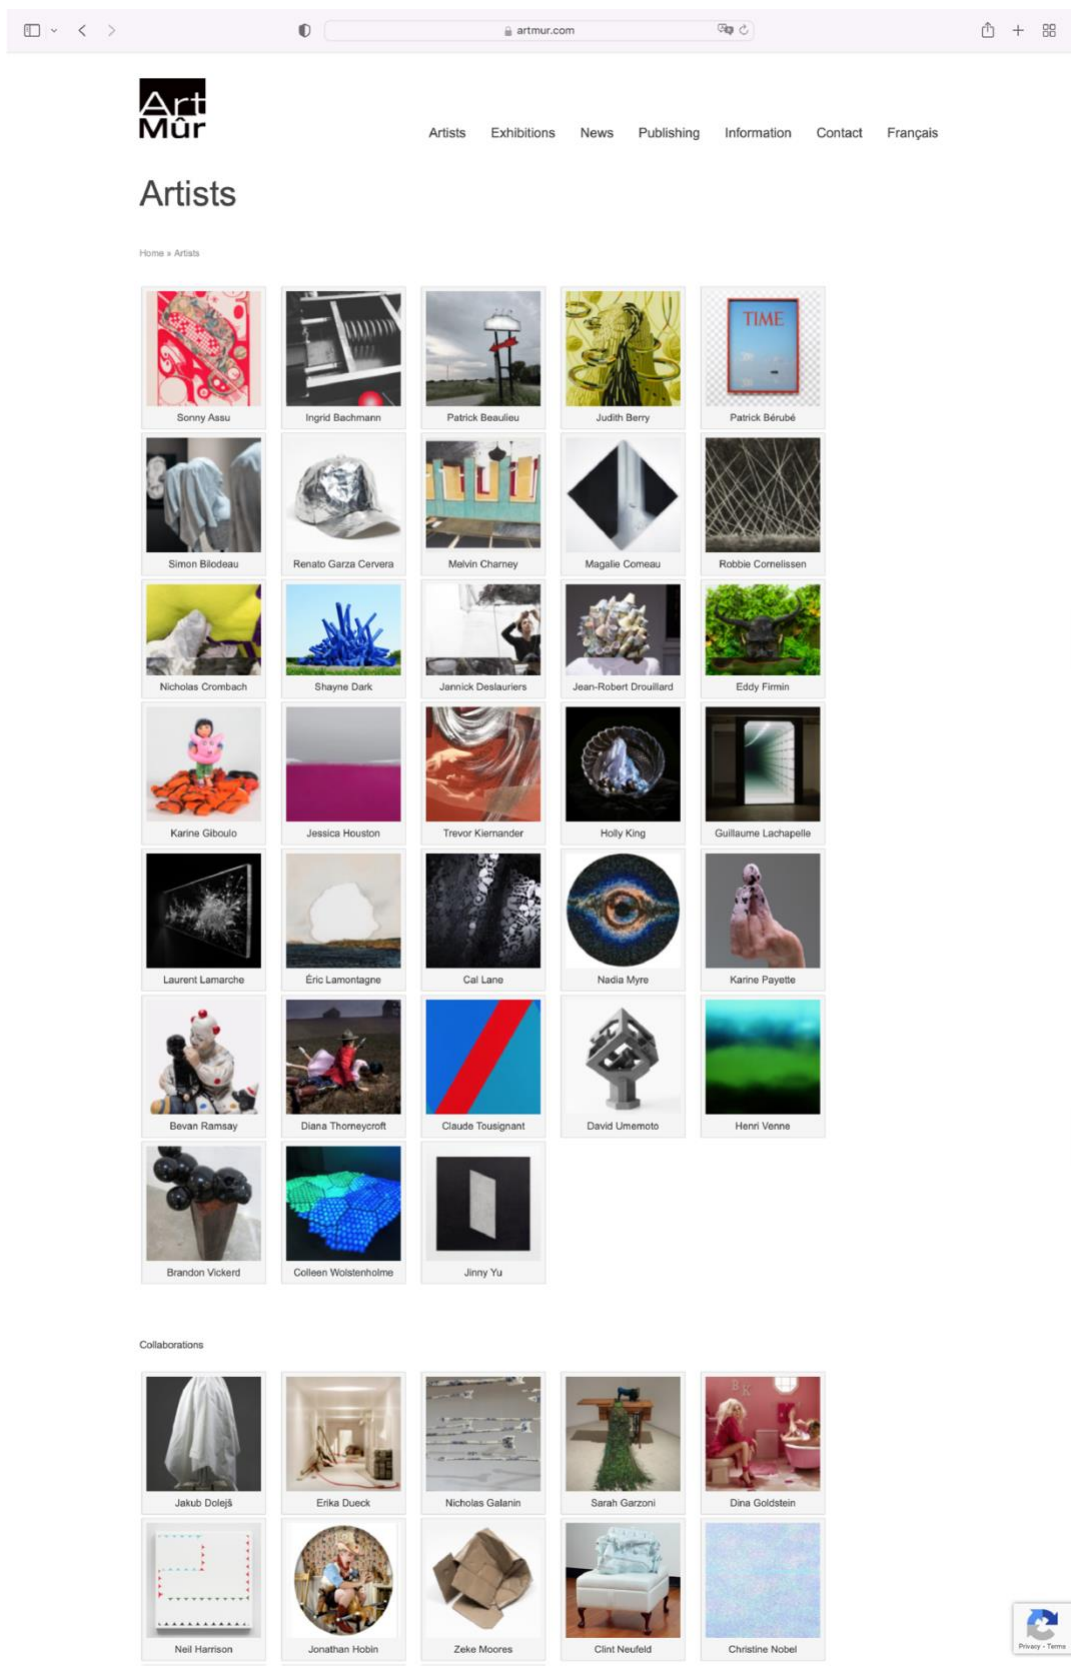 artmur.com
Art
Mûr
Artists Exhibitions News Publishing Information Contact Français
Artists
Home » Artists
TIME
Sonny Assu Ingrid Bachmann Patrick Beaulieu Judith Berry Patrick Bérubé
Simon Bilodeau Renato Garza Cervera Melvin Charney Magalie Comeau Robbie Cornelissen
Nicholas Crombach Shayne Dark Jannick Deslauriers Jean-Robert Drouillard Eddy Firmin
Karine Giboulo Jessica Houston Trevor Kiernander Holly King Guillaume Lachapelle
Laurent Lamarche Éric Lamontagne Cal Lane Nadia Myre Karine Payette
Bevan Ramsay Diana Thorneycroft Claude Tousignant David Umemoto Henri Venne
Brandon Vickerd Colleen Wolstenholme Jinny Yu
Collaborations
B K
Jakub Dolejš Erika Dueck Nicholas Galanin Sarah Garzoni Dina Goldstein
Neil Harrison Jonathan Hobin Zeke Moores Clint Neufeld Christine Nobel
Privacy - Terms